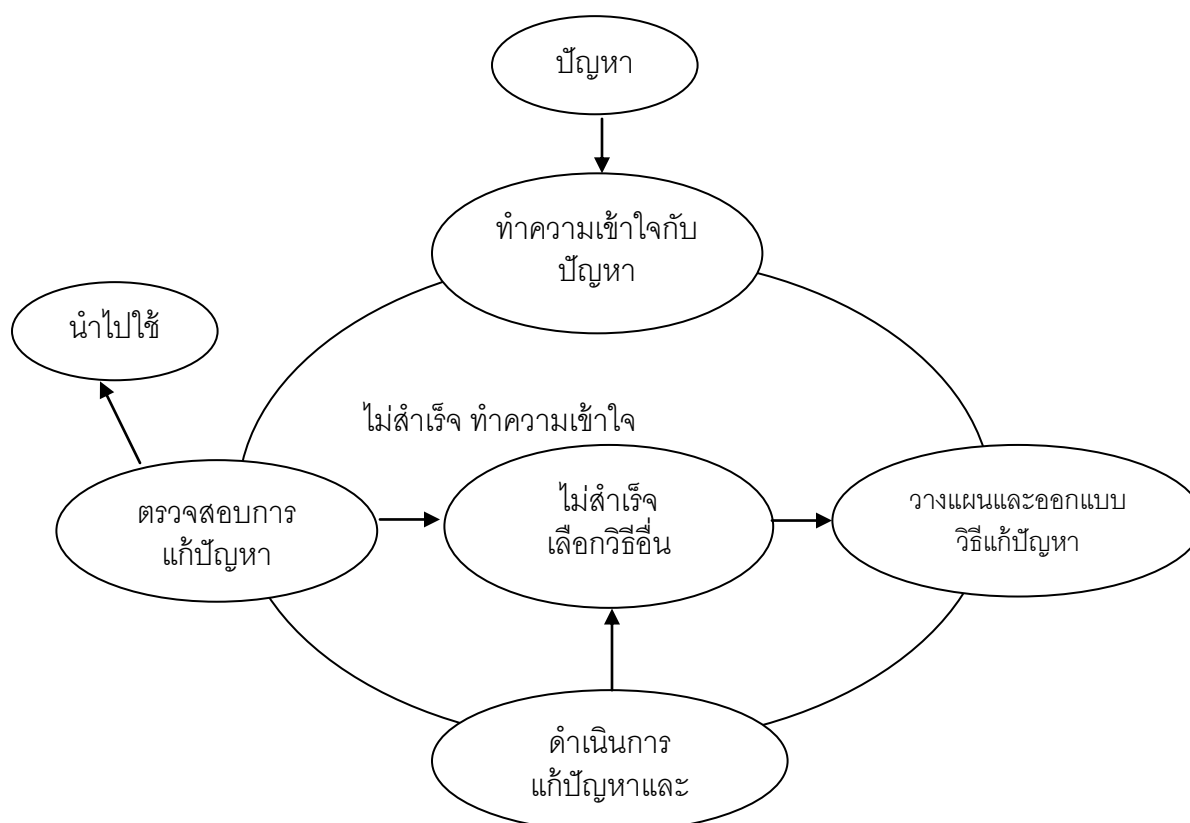 ปัญหา
ทำความเข้าใจกับ
ปัญหา
นำไปใช้
ไม่สำเร็จ ทำความเข้าใจ
ตรวจสอบการ
แก้ปัญหา
ไม่สำเร็จ
เลือกวิธีอื่น
วางแผนและออกแบบ
วิธีแก้ปัญหา
ดำเนินการ
แก้ปัญหาและ